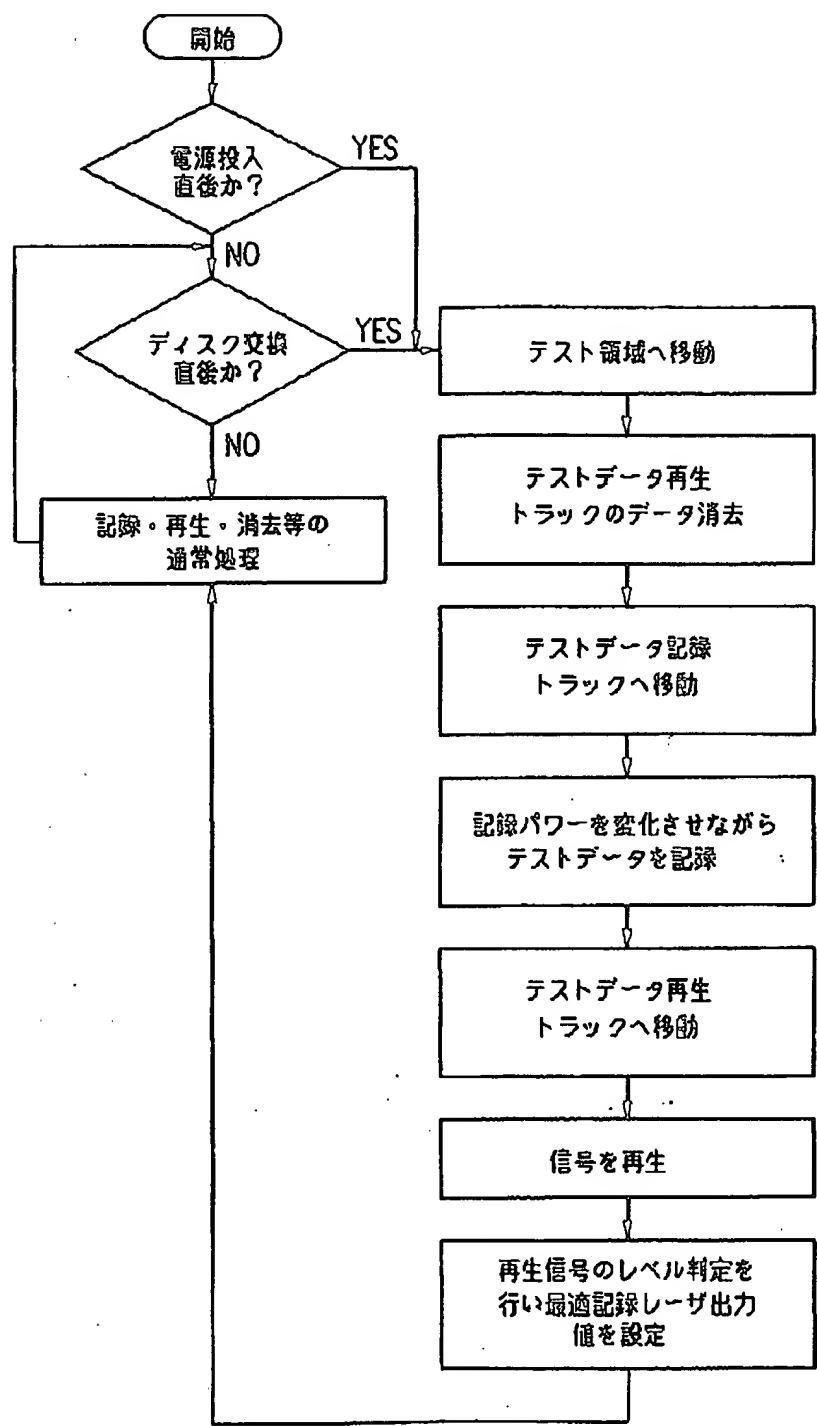 開始
電源投入
直後か?
YES
NO
ディスク交換
直後か?
YES
NO
記録・再生・消去等の
通常処理
テスト領域へ移動
テストデータ再生
トラックのデータ消去
テストデータ記録
トラックへ移動
記録パワーを変化させながら
テストデータを記録
テストデータ再生
トラックへ移動
信号を再生
再生信号のレベル判定を
行い最適記録レーザ出力
値を設定